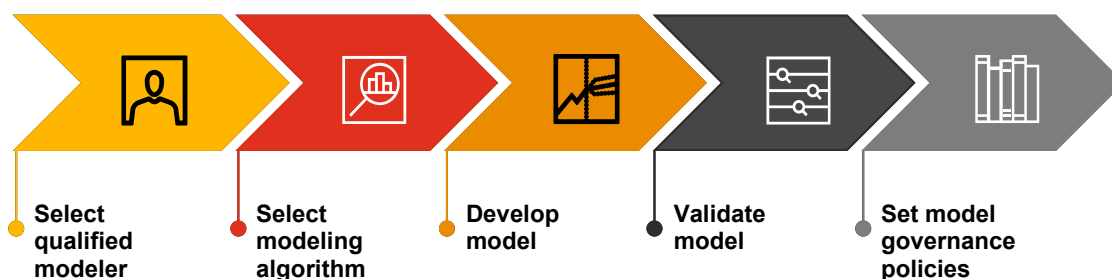 Select
qualified
modeler
Select
modeling
algorithm
Develop
model
Validate
model
Set model
governance
policies